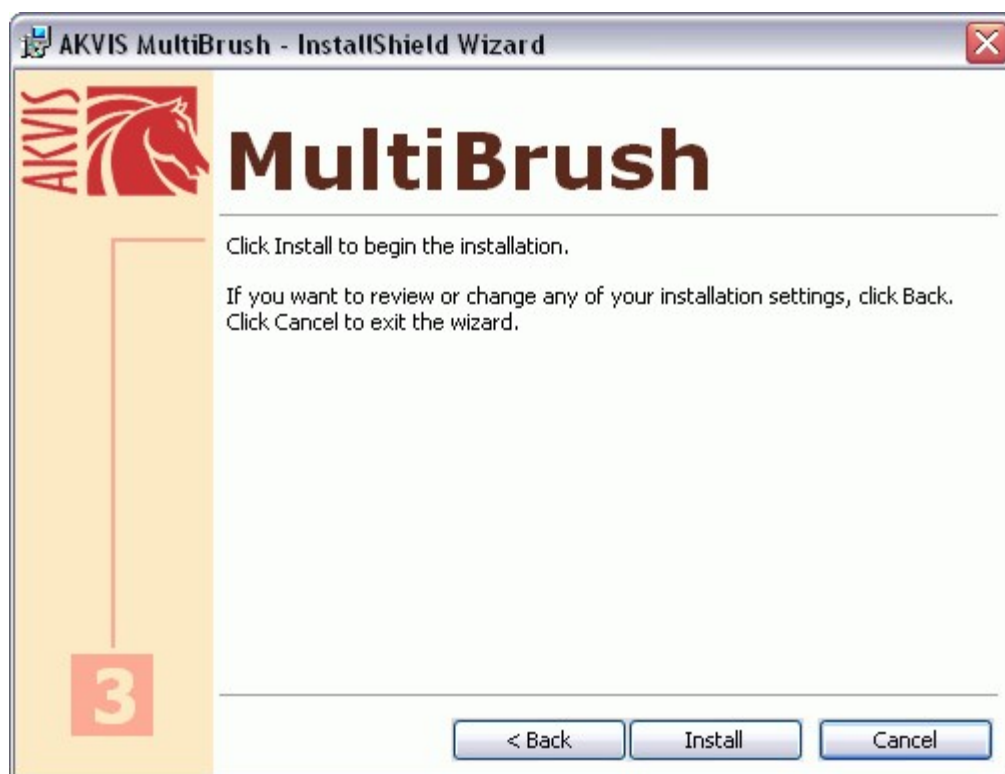 AKVIS MultiBrush - InstallShield Wizard
AKVIS
MultiBrush
Click Install to begin the installation.
If you want to review or change any of your installation settings, click Back.
Click Cancel to exit the wizard.
3
< Back
Install
Cancel